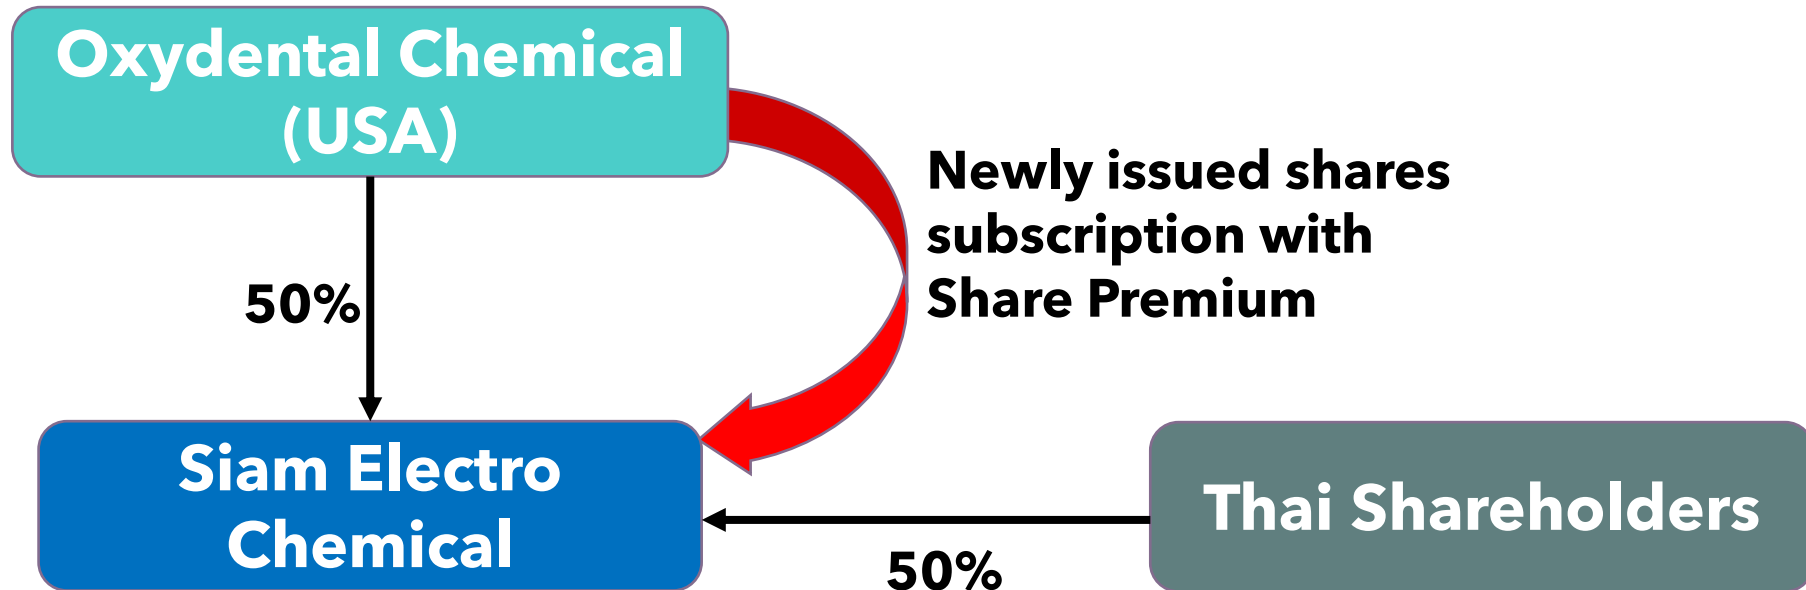 Oxydental Chemical
(USA)
Newly issued shares
subscription with
Share Premium
50%
Siam Electro
Chemical
Thai Shareholders
50%